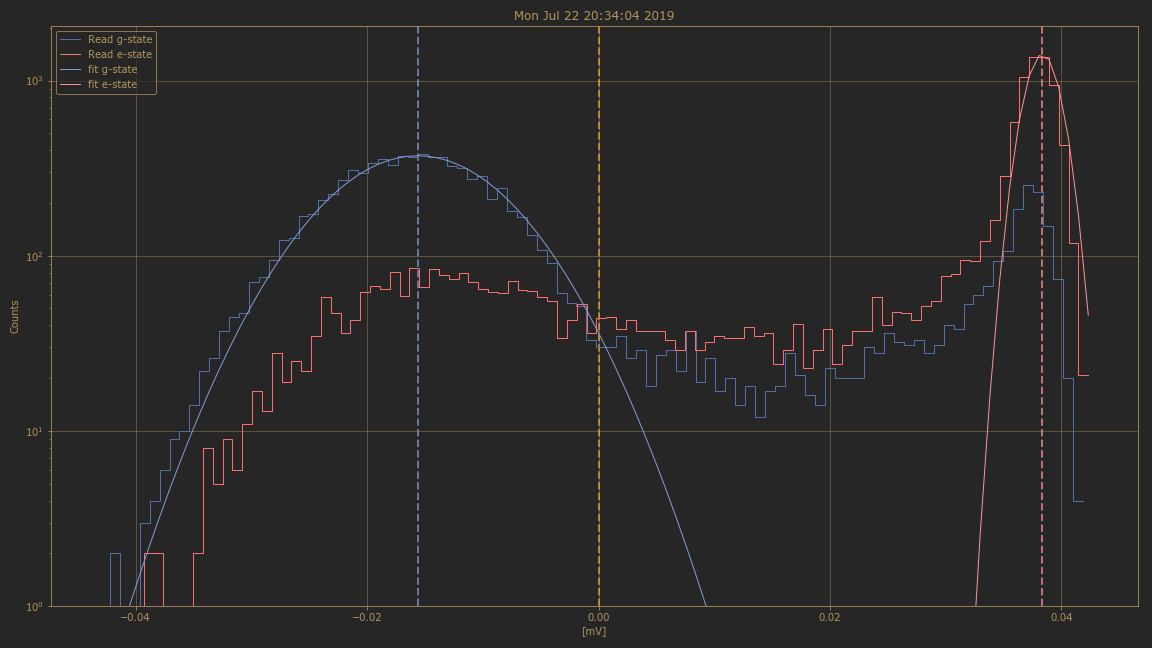 Mon Jul 22 20:34:04 2019
Read g-state
Read e-state
fit g-state
fit e-state
10³
10²
10¹
10⁰
Counts
−0.04
−0.02
0.00
0.02
0.04
[mV]